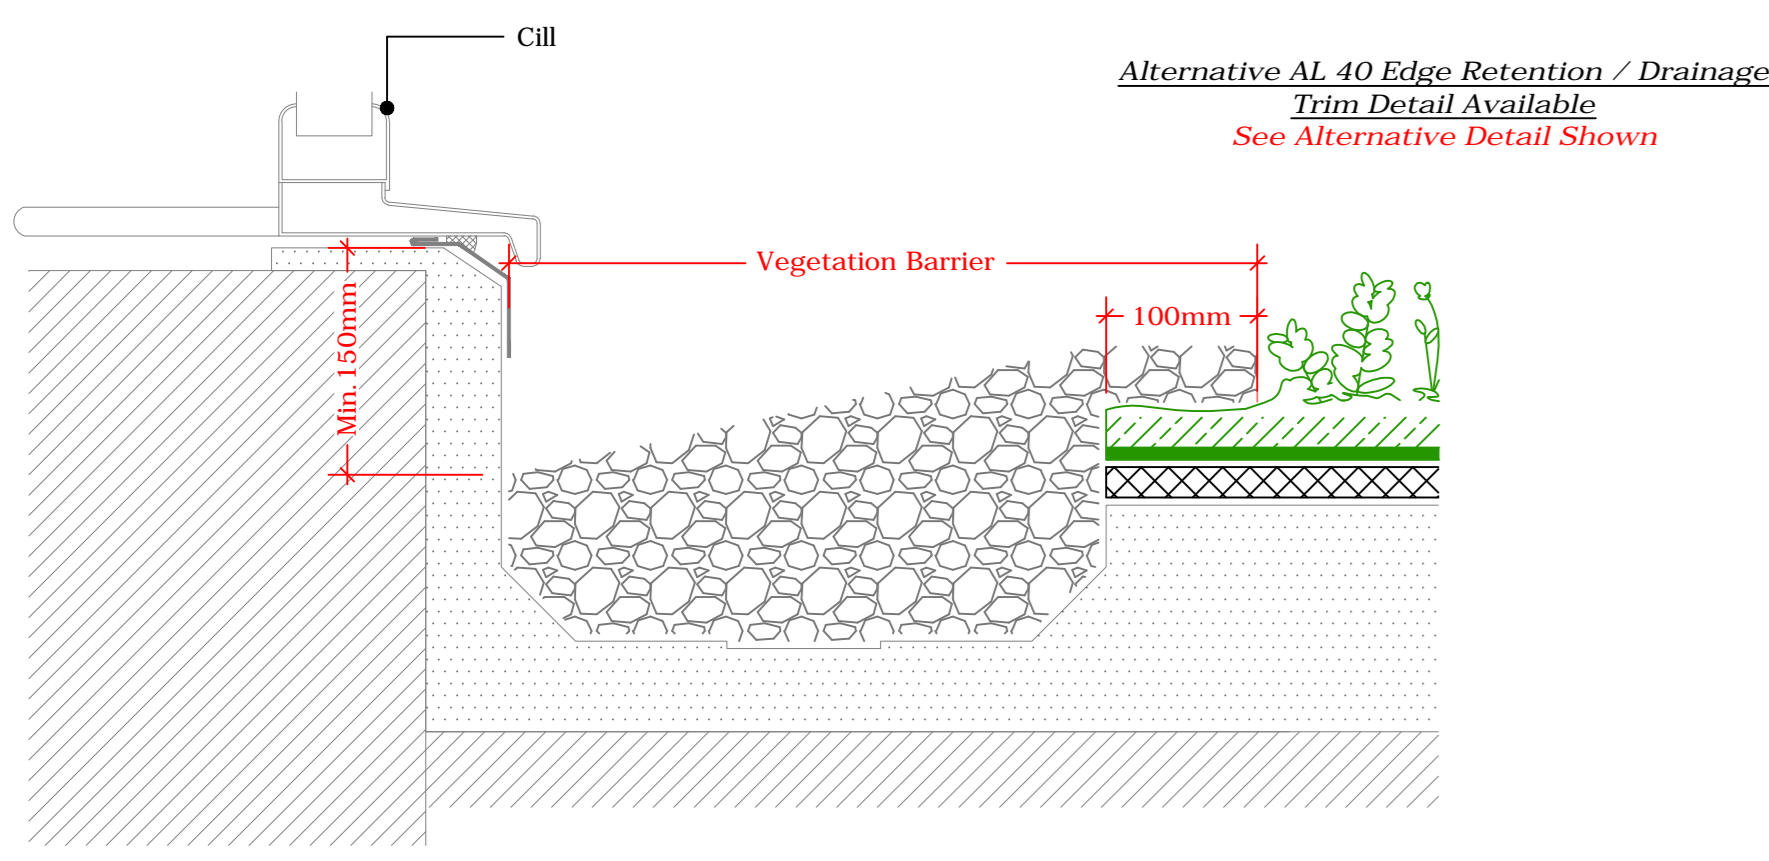 Cill
Alternative AL 40 Edge Retention / Drainage
Trim Detail Available
See Alternative Detail Shown
Vegetation Barrier
100mm
Min. 150mm